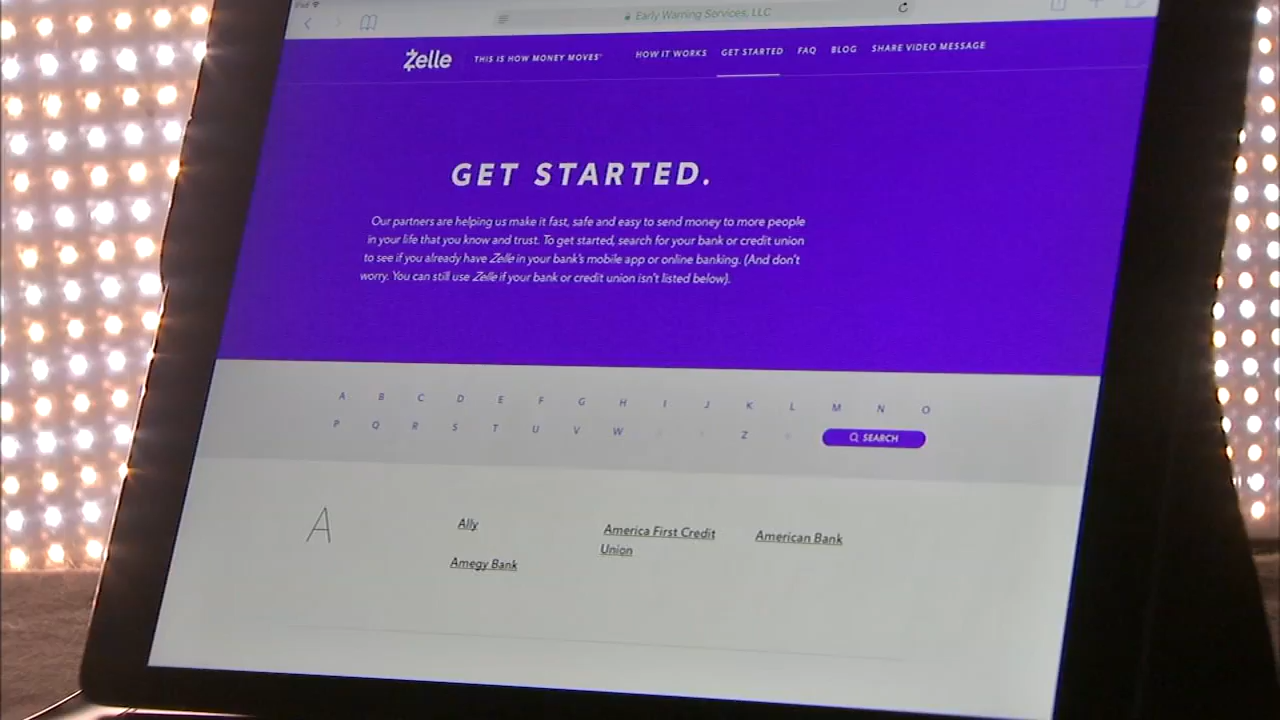 iPad
Early Warning Services, LLC
Zelle THIS IS HOW MONEY MOVES® HOW IT WORKS GET STARTED FAQ BLOG SHARE VIDEO MESSAGE
GET STARTED.
Our partners are helping us make it fast, safe and easy to send money to more people
in your life that you know and trust. To get started, search for your bank or credit union
to see if you already have Zelle in your bank's mobile app or online banking. (And don't
worry. You can still use Zelle if your bank or credit union isn't listed below).
A B C D E F G H I J K L M N O
P Q R S T U V W Z SEARCH
A Ally America First Credit American Bank
Union
Amegy Bank